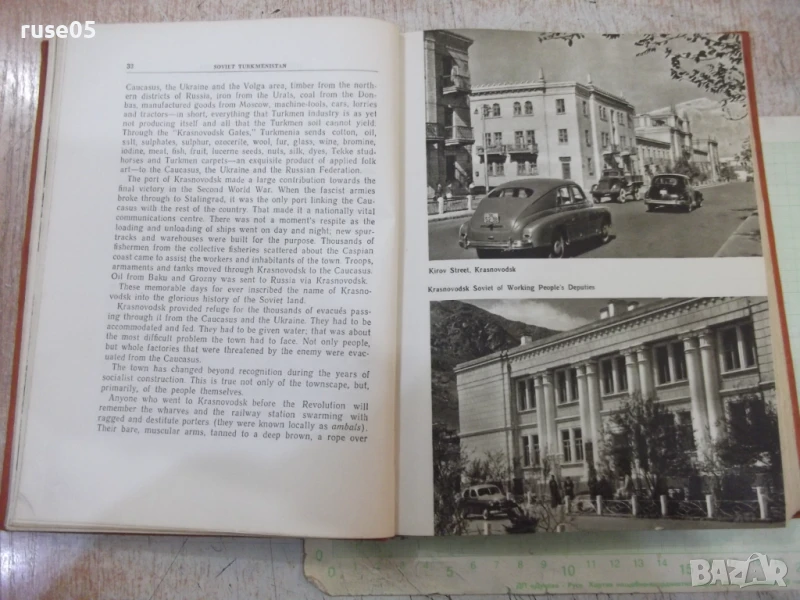 ruse05
32 SOVIET TURKMENISTAN
Caucasus, the Ukraine and the Volga area, timber from the north-
ern districts of Russia, iron from the Urals, coal from the Don-
bas, manufactured goods from Moscow, machine-tools, cars, lorries
and tractors—in short, everything that Turkmen industry is as yet
not producing itself and all that the Turkmen soil cannot yield.
Through the "Krasnovodsk Gates," Turkmenia sends cotton, oil,
salt, sulphates, sulphur, ozocerite, wool, fur, glass, wine, bromine,
iodine, meat, fish, fruit, lucerne seeds, nuts, silk, dyes, Tekke stud-
horses and Turkmen carpets—an exquisite product of applied folk
art—to the Caucasus, the Ukraine and the Russian Federation.
The port of Krasnovodsk made a large contribution towards the
final victory in the Second World War. When the fascist armies
broke through to Stalingrad, it was the only port linking the Cau-
casus with the rest of the country. That made it a nationally vital
communications centre. There was not a moment's respite as the
loading and unloading of ships went on day and night; new spur-
tracks and warehouses were built for the purpose. Thousands of
fishermen from the collective fisheries scattered about the Caspian
coast came to assist the workers and inhabitants of the town. Troops,
armaments and tanks moved through Krasnovodsk to the Caucasus.
Oil from Baku and Grozny was sent to Russia via Krasnovodsk.
These memorable days for ever inscribed the name of Krasno-
vodsk into the glorious history of the Soviet land.
Krasnovodsk provided refuge for the thousands of evacués pass-
ing through it from the Caucasus and the Ukraine. They had to be
accommodated and fed. They had to be given water; that was about
the most difficult problem the town had to face. Not only people,
but whole factories that were threatened by the enemy were evac-
uated from the Caucasus.
The town has changed beyond recognition during the years of
socialist constraction. This is true not only of the townscape, but,
primarily, of the people themselves.
Anyone who went to Krasnovodsk before the Revolution will
remember the wharves and the railway station swarming with
ragged and destitute porters (they were known locally as ambals).
Their bare, muscular arms, tanned to a deep brown, a rope over
Kirov Street, Krasnovodsk
Krasnovodsk Soviet of Working People's Deputies
0 5 10 15
BAZAR.bg